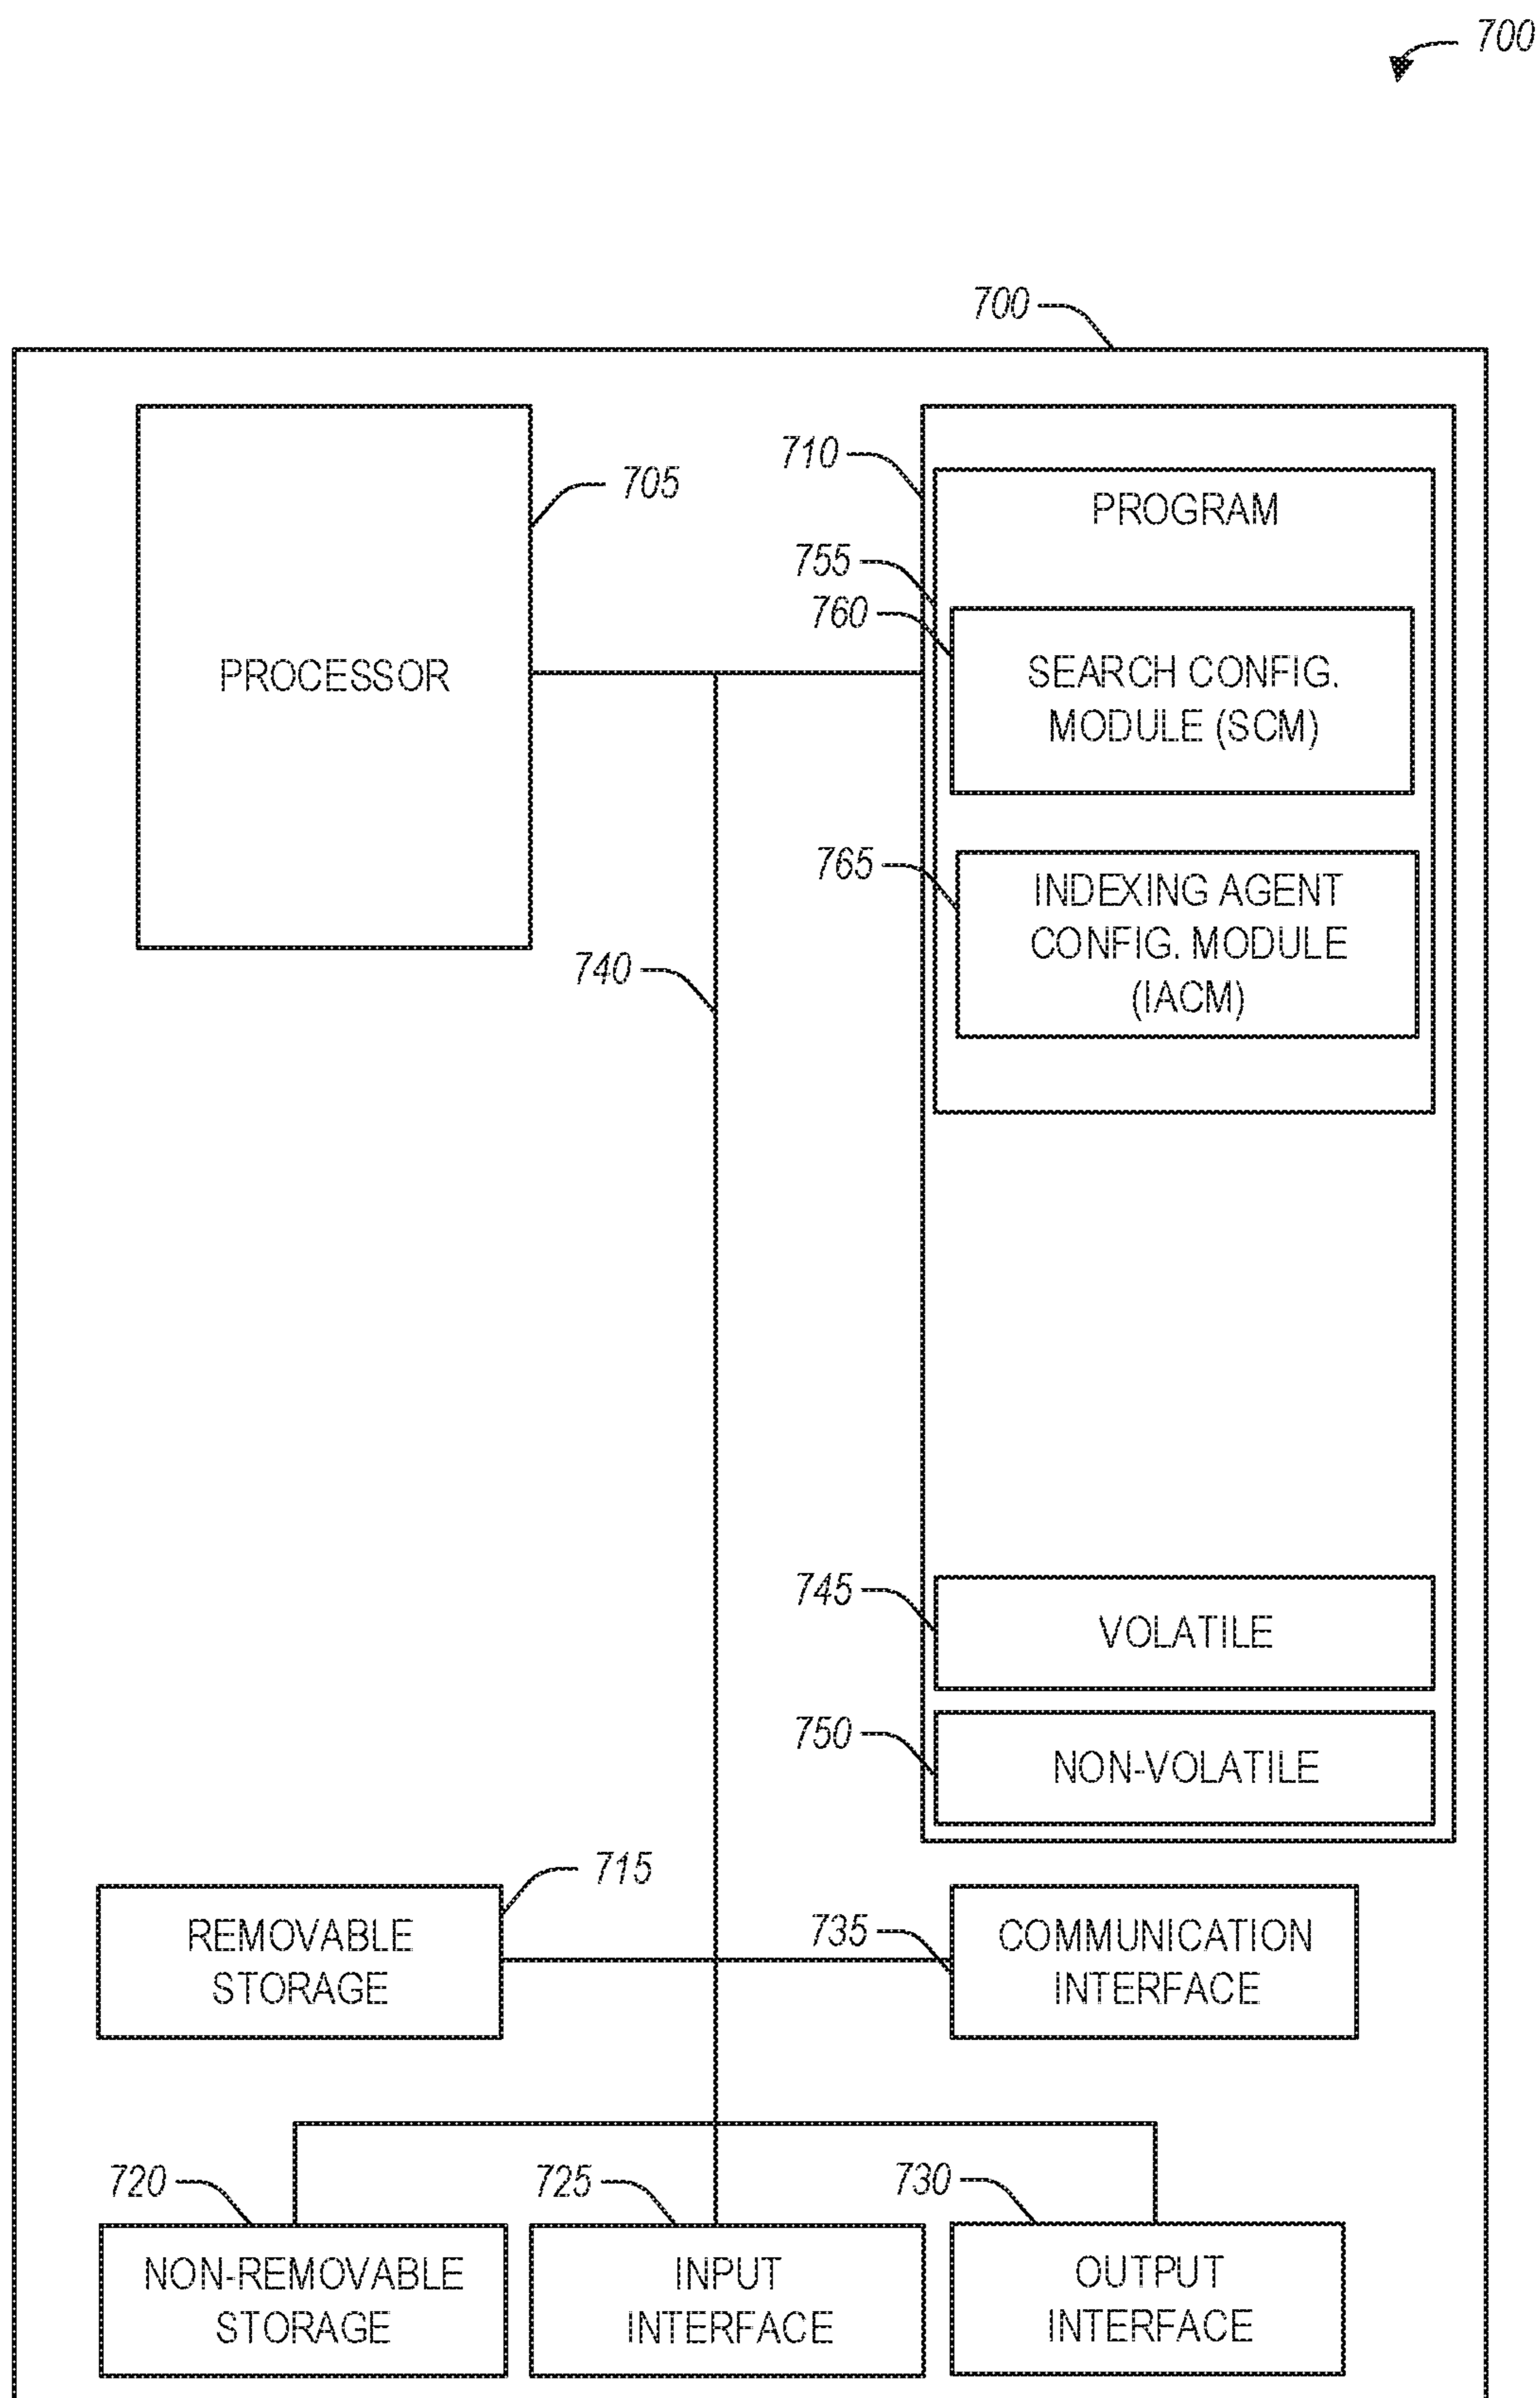 700
700
710
705
PROGRAM
755
760
PROCESSOR
SEARCH CONFIG.
MODULE (SCM)
765
INDEXING AGENT
CONFIG. MODULE
(IACM)
740
745
VOLATILE
750
NON-VOLATILE
715
REMOVABLE
STORAGE
735
COMMUNICATION
INTERFACE
720
725
730
NON-REMOVABLE
STORAGE
INPUT
INTERFACE
OUTPUT
INTERFACE